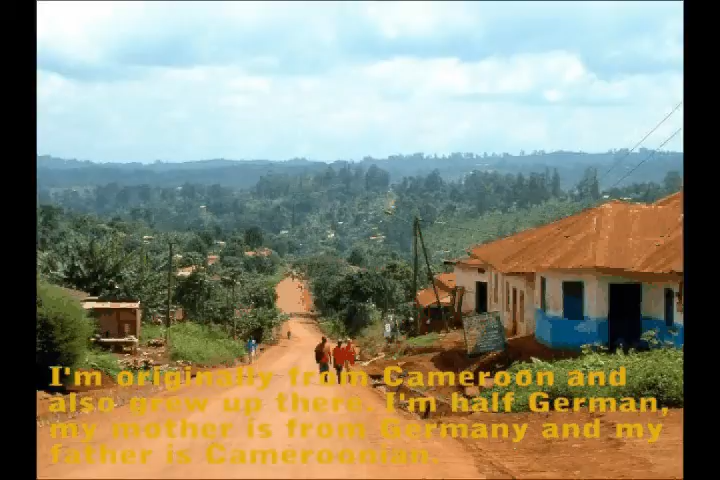 I'm originally from Cameroon and
also grew up there. I'm half German,
my mother is from Germany and my
father is Cameroonian.